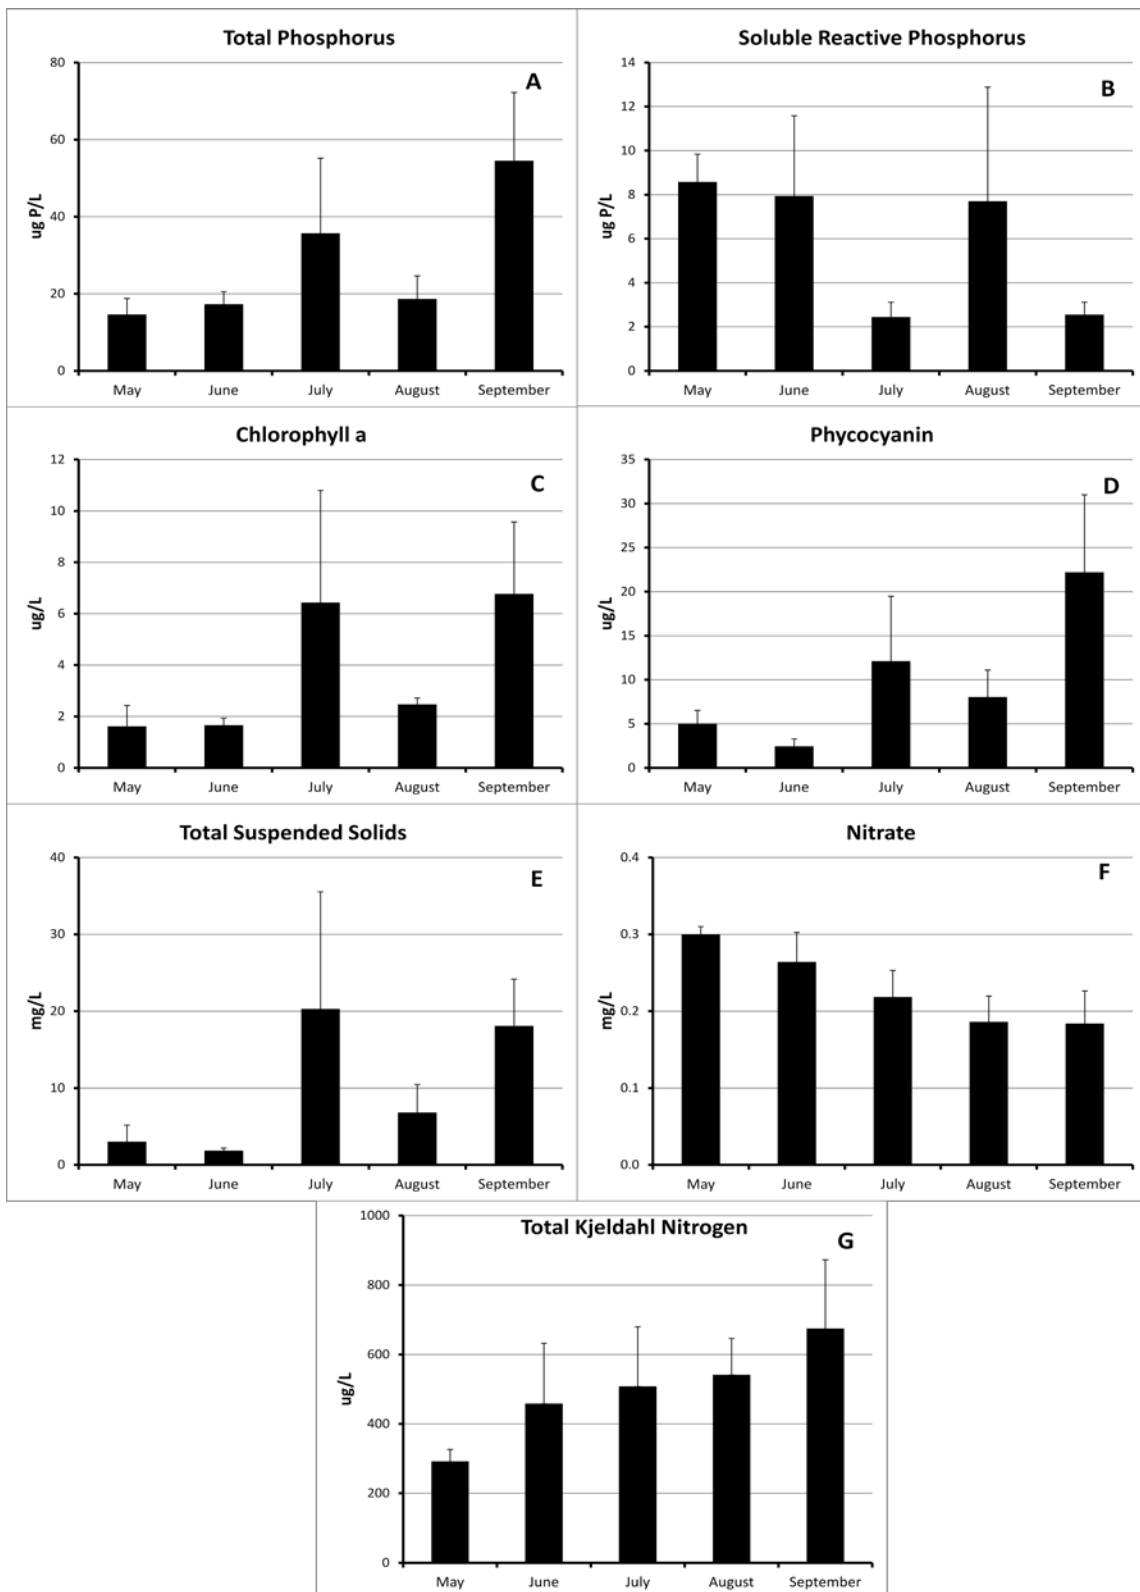 Total Phosphorus
A
80
60
40
20
0
ug P/L
May June July August September
Soluble Reactive Phosphorus
B
14
12
10
8
6
4
2
0
ug P/L
May June July August September
Chlorophyll a
C
12
10
8
6
4
2
0
ug/L
May June July August September
Phycocyanin
D
35
30
25
20
15
10
5
0
ug/L
May June July August September
Total Suspended Solids
E
40
30
20
10
0
mg/L
May June July August September
Nitrate
F
0.4
0.3
0.2
0.1
0.0
mg/L
May June July August September
Total Kjeldahl Nitrogen
G
1000
800
600
400
200
0
ug/L
May June July August September